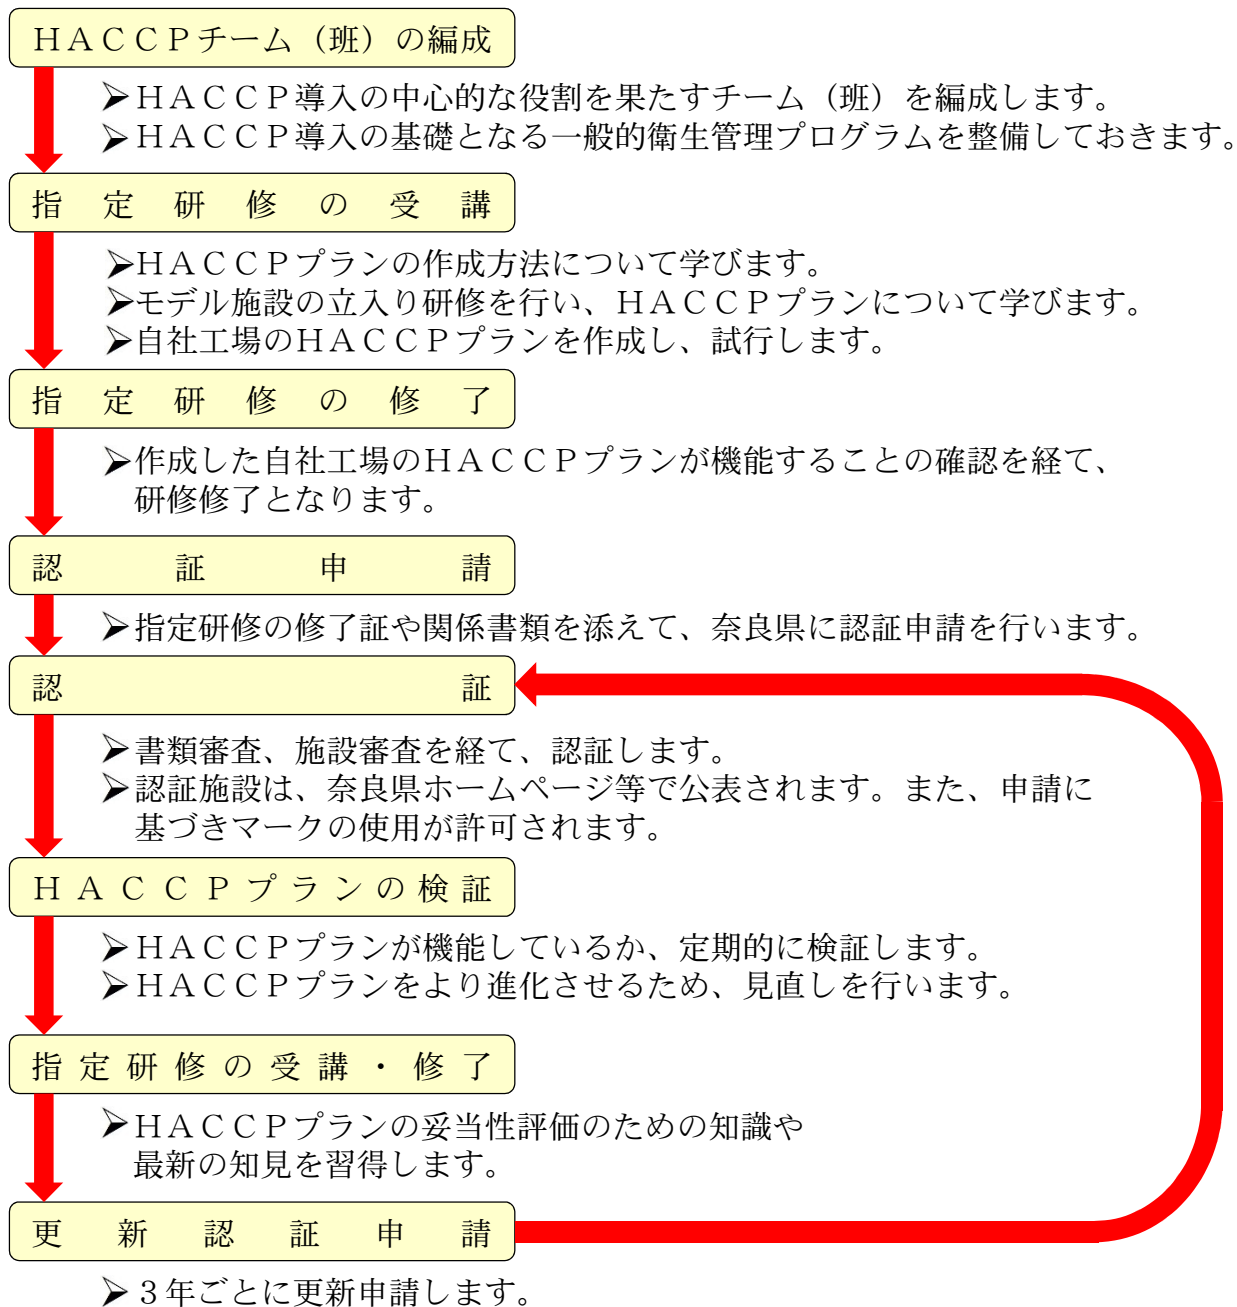 ＨＡＣＣＰチーム（班）の編成
➢ＨＡＣＣＰ導入の中心的な役割を果たすチーム（班）を編成します。
➢ＨＡＣＣＰ導入の基礎となる一般的衛生管理プログラムを整備しておきます。
指定研修の受講
➢ＨＡＣＣＰプランの作成方法について学びます。
➢モデル施設の立入り研修を行い、ＨＡＣＣＰプランについて学びます。
➢自社工場のＨＡＣＣＰプランを作成し、試行します。
指定研修の修了
➢作成した自社工場のＨＡＣＣＰプランが機能することの確認を経て、
研修修了となります。
認証申請
➢指定研修の修了証や関係書類を添えて、奈良県に認証申請を行います。
認証
➢書類審査、施設審査を経て、認証します。
➢認証施設は、奈良県ホームページ等で公表されます。また、申請に
基づきマークの使用が許可されます。
ＨＡＣＣＰプランの検証
➢ＨＡＣＣＰプランが機能しているか、定期的に検証します。
➢ＨＡＣＣＰプランをより進化させるため、見直しを行います。
指定研修の受講・修了
➢ＨＡＣＣＰプランの妥当性評価のための知識や
最新の知見を習得します。
更新認証申請
➢３年ごとに更新申請します。